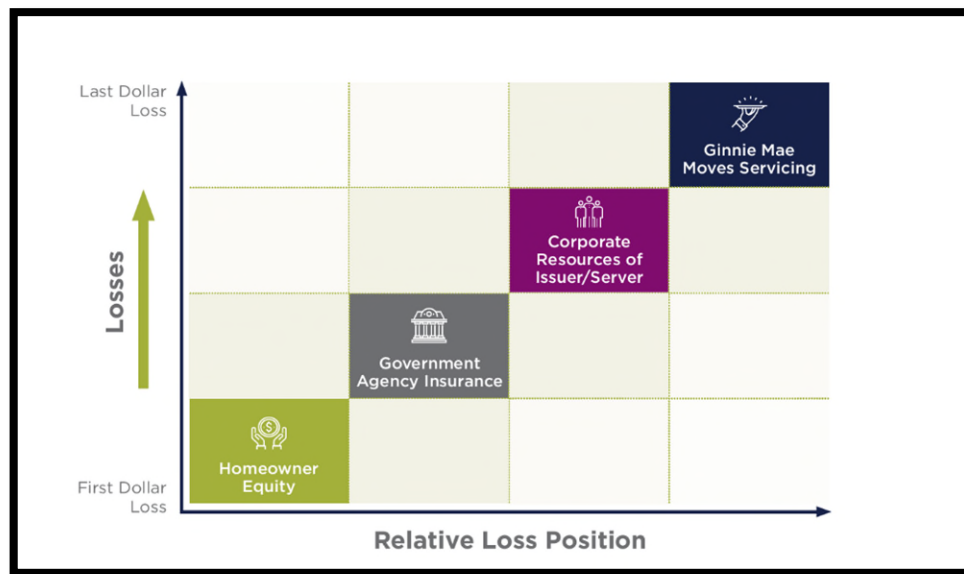 Last Dollar
Loss
Ginnie Mae
Moves Servicing
Corporate
Resources of
Issuer/Server
Losses
Government
Agency Insurance
Homeowner
Equity
First Dollar
Loss
Relative Loss Position